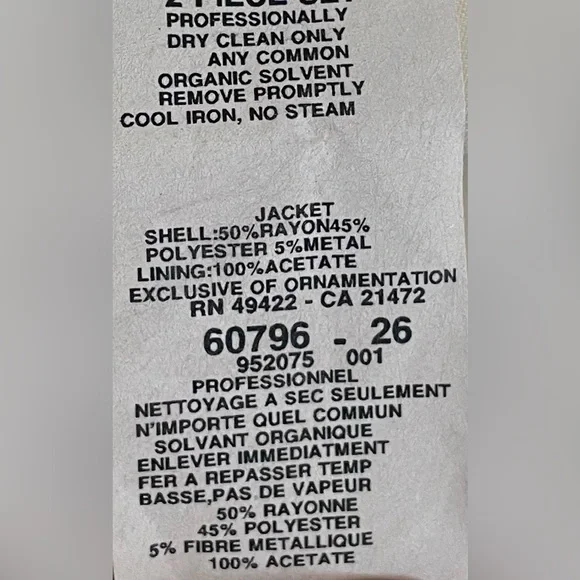 2 PIECE SET
PROFESSIONALLY
DRY CLEAN ONLY
ANY COMMON
ORGANIC SOLVENT
REMOVE PROMPTLY
COOL IRON, NO STEAM
JACKET
SHELL:50%RAYON45%
POLYESTER 5%METAL
LINING:100%ACETATE
EXCLUSIVE OF ORNAMENTATION
RN 49422 - CA 21472
60796 - 26
952075 001
PROFESSIONNEL
NETTOYAGE A SEC SEULEMENT
N'IMPORTE QUEL COMMUN
SOLVANT ORGANIQUE
ENLEVER IMMEDIATMENT
FER A REPASSER TEMP
BASSE,PAS DE VAPEUR
50% RAYONNE
45% POLYESTER
5% FIBRE METALLIQUE
100% ACETATE